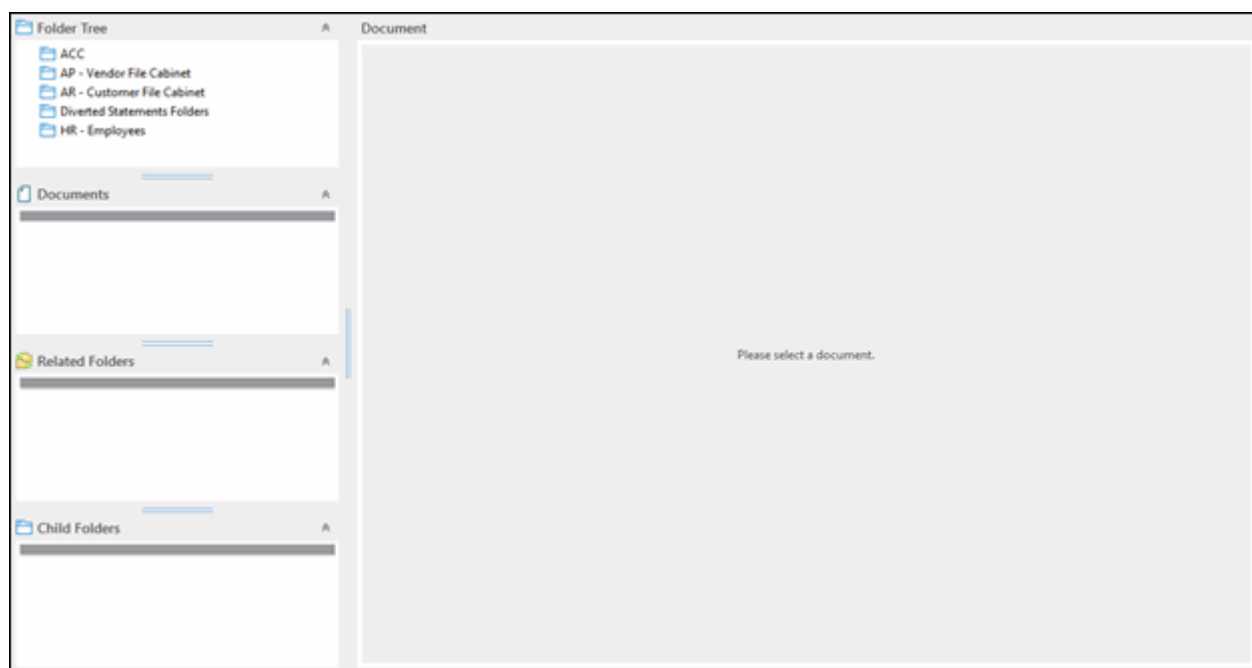 Folder Tree
ACC
AP - Vendor File Cabinet
AR - Customer File Cabinet
Diverted Statements Folders
HR - Employees
Documents
Related Folders
Child Folders
Document
Please select a document.